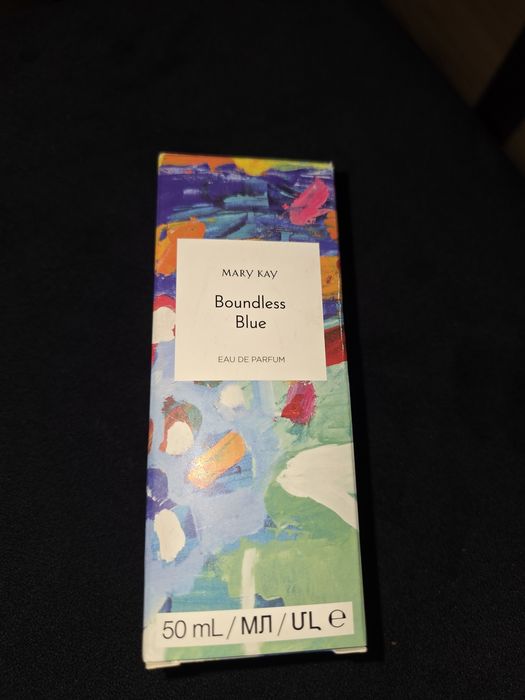 MARY KAY
Boundless
Blue
EAU DE PARFUM
50 mL / МЛ / ՄԼ ℮